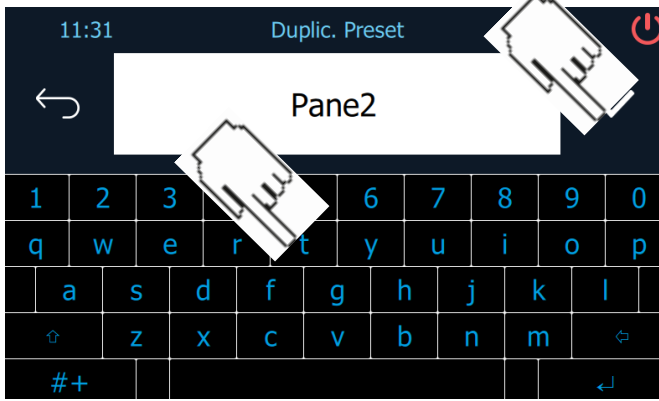 11:31 Duplic. Preset
Pane2
1 2 3 6 7 8 9 0
q w e r t y u i o p
a s d f g h j k l
z x c v b n m
#+